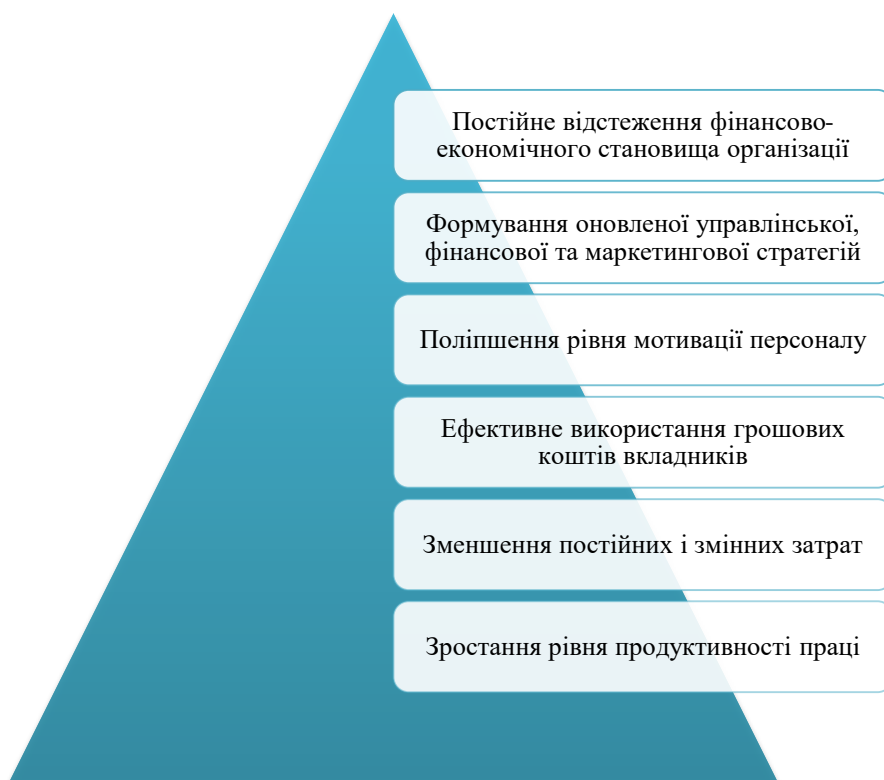 Постійне відстеження фінансово-
економічного становища організації
Формування оновленої управлінської,
фінансової та маркетингової стратегій
Поліпшення рівня мотивації персоналу
Ефективне використання грошових
коштів вкладників
Зменшення постійних і змінних затрат
Зростання рівня продуктивності праці